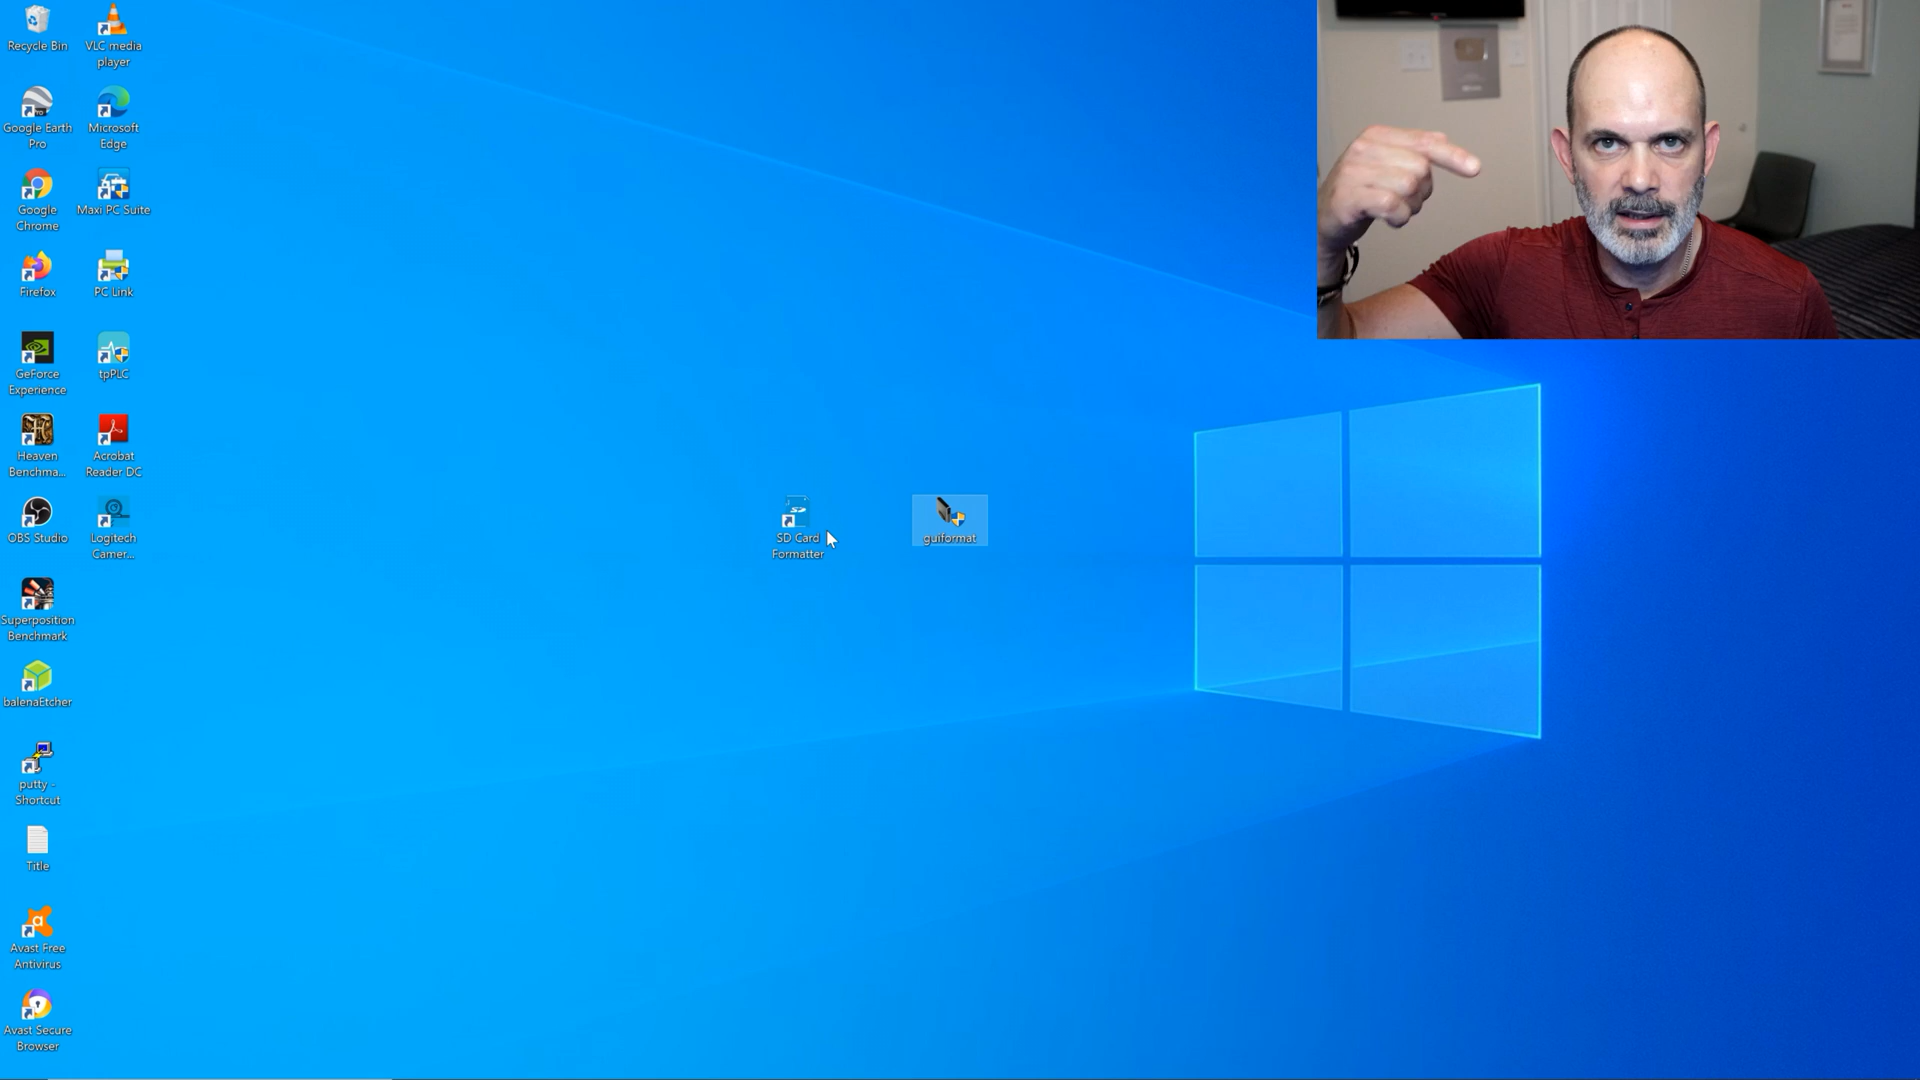 Recycle Bin
VLC media
player
Google Earth
Pro
Microsoft
Edge
Google
Chrome
Maxi PC Suite
Firefox
PC Link
GeForce
Experience
tpPLC
Heaven
Benchma...
Acrobat
Reader DC
OBS Studio
Logitech
Camer...
SD
SD Card
Formatter
guiformat
Superposition
Benchmark
balenaEtcher
putty -
Shortcut
Title
Avast Free
Antivirus
Avast Secure
Browser